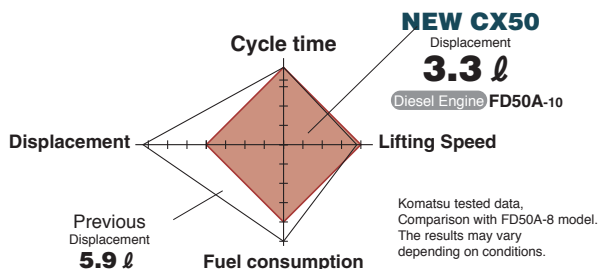 NEW CX50
Displacement
3.3 ℓ
Diesel Engine FD50A-10
Cycle time
Displacement
Lifting Speed
Previous
Displacement
5.9 ℓ
Fuel consumption
Komatsu tested data,
Comparison with FD50A-8 model.
The results may vary
depending on conditions.